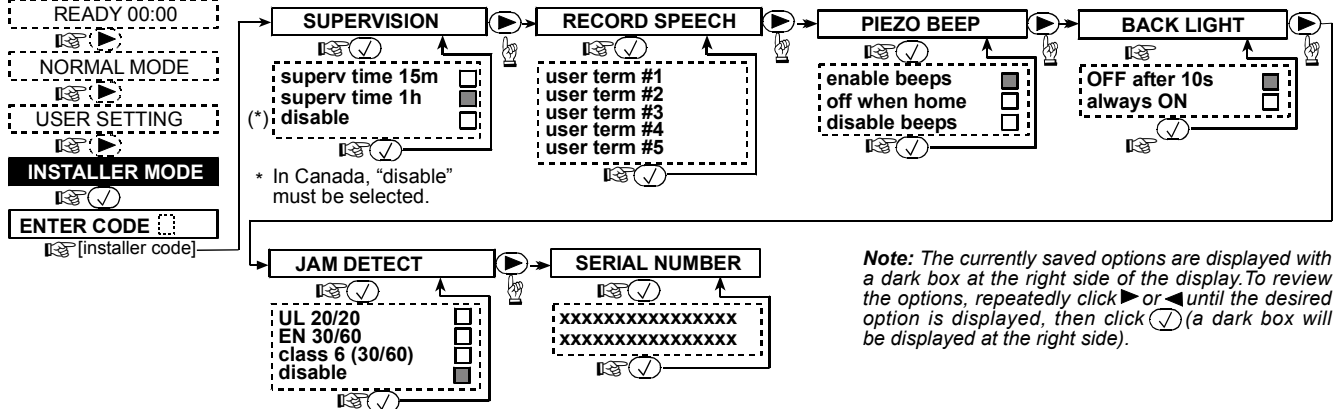 READY 00:00
NORMAL MODE
USER SETTING
INSTALLER MODE
ENTER CODE
[installer code]
SUPERVISION
superv time 15m
superv time 1h
(*) disable
* In Canada, “disable”
must be selected.
RECORD SPEECH
user term #1
user term #2
user term #3
user term #4
user term #5
PIEZO BEEP
enable beeps
off when home
disable beeps
BACK LIGHT
OFF after 10s
always ON
JAM DETECT
UL 20/20
EN 30/60
class 6 (30/60)
disable
SERIAL NUMBER
xxxxxxxxxxxxxxxx
xxxxxxxxxxxxxxxx
Note: The currently saved options are displayed with
a dark box at the right side of the display.To review
the options, repeatedly click ► or ◄ until the desired
option is displayed, then click (✓) (a dark box will
be displayed at the right side).